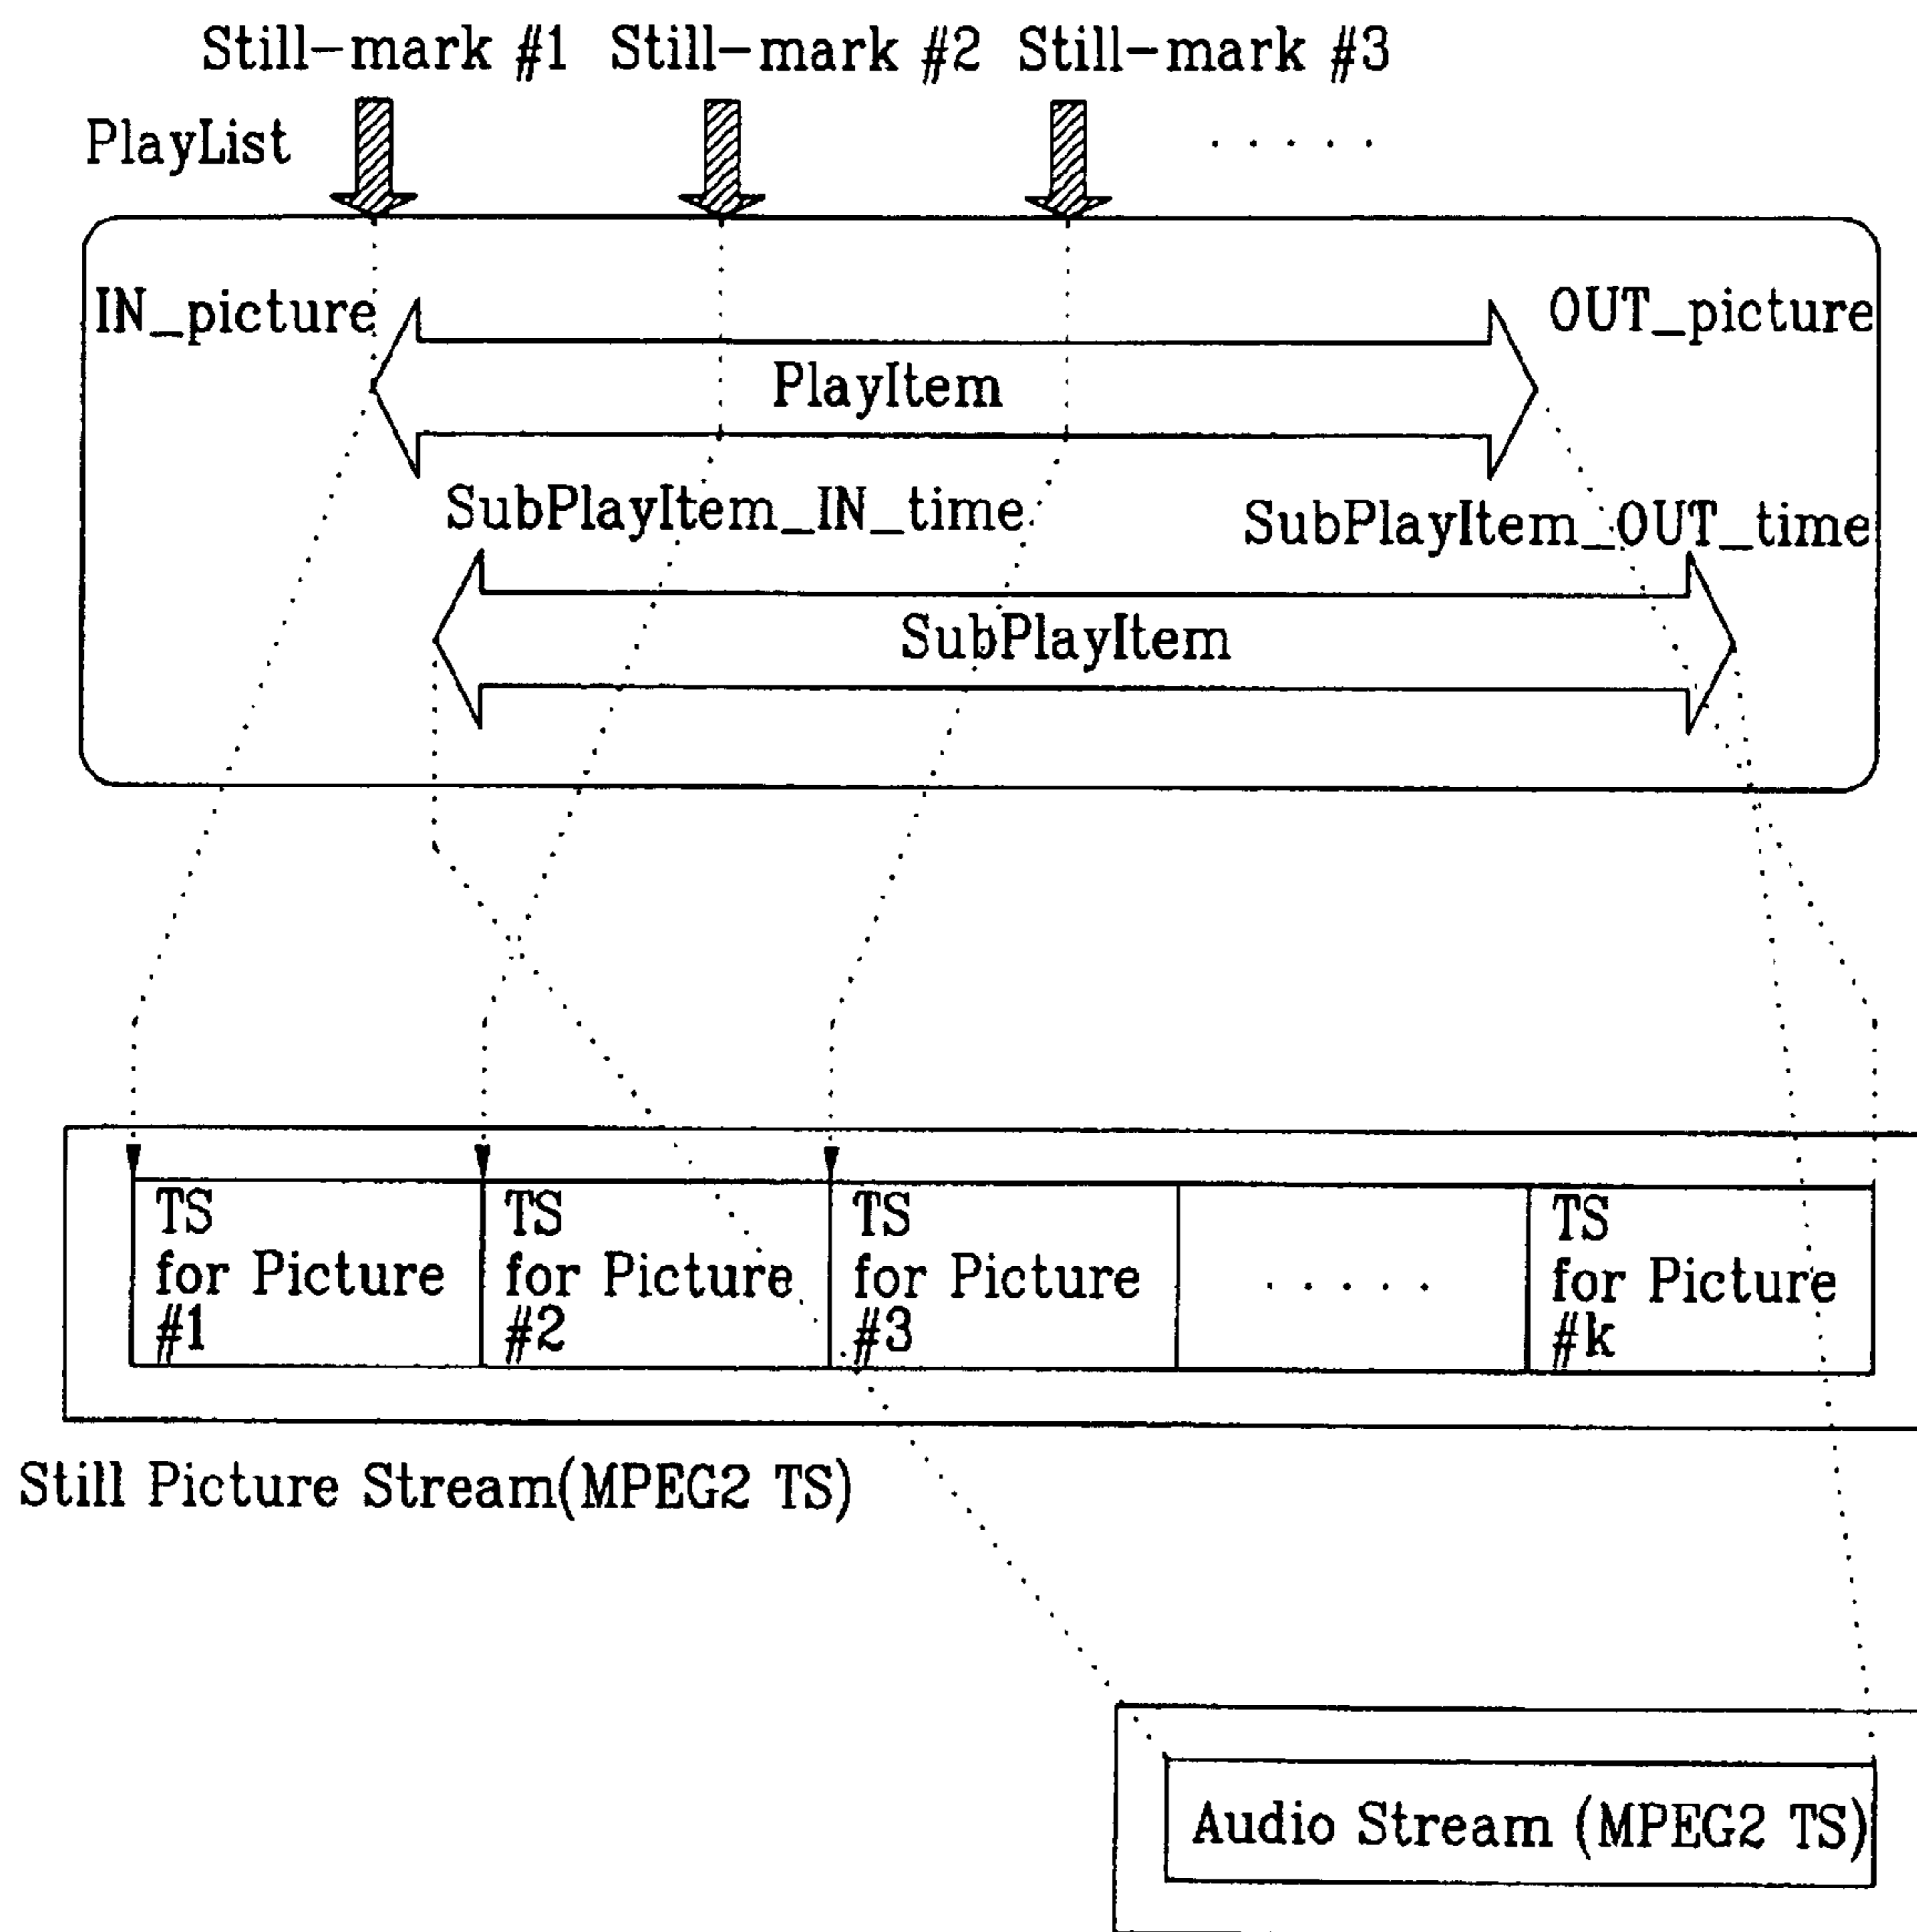 Still-mark #1 Still-mark #2 Still-mark #3
PlayList
.....
IN_picture
OUT_picture
PlayItem
SubPlayItem_IN_time
SubPlayItem_OUT_time
SubPlayItem
TS
for Picture
#1
TS
for Picture
#2
TS
for Picture
#3
.....
TS
for Picture
#k
Still Picture Stream(MPEG2 TS)
Audio Stream (MPEG2 TS)